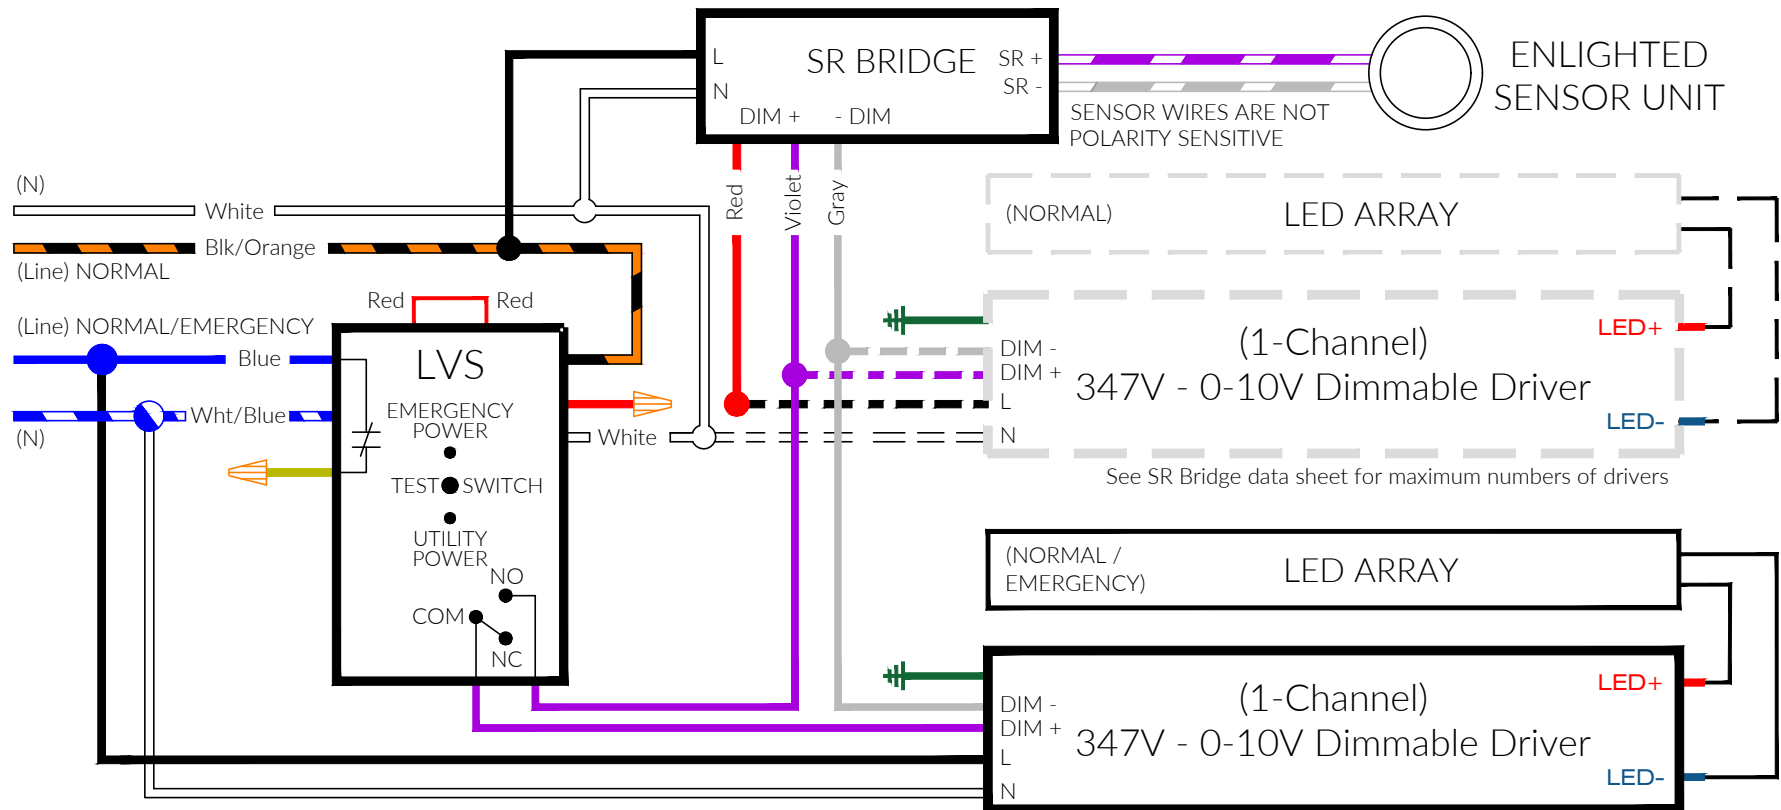 L
N
SR BRIDGE
SR +
SR -
DIM +
- DIM
ENLIGHTED
SENSOR UNIT
SENSOR WIRES ARE NOT
POLARITY SENSITIVE
(N)
White
Blk/Orange
(Line) NORMAL
Red
Violet
Gray
(NORMAL)
LED ARRAY
Red
Red
(Line) NORMAL/EMERGENCY
Blue
Wht/Blue
(N)
LVS
EMERGENCY
POWER
TEST
SWITCH
UTILITY
POWER
NO
COM
NC
White
DIM -
DIM +
L
N
(1-Channel)
347V - 0-10V Dimmable Driver
LED+
LED-
See SR Bridge data sheet for maximum numbers of drivers
(NORMAL /
EMERGENCY)
LED ARRAY
DIM -
DIM +
L
N
(1-Channel)
347V - 0-10V Dimmable Driver
LED+
LED-